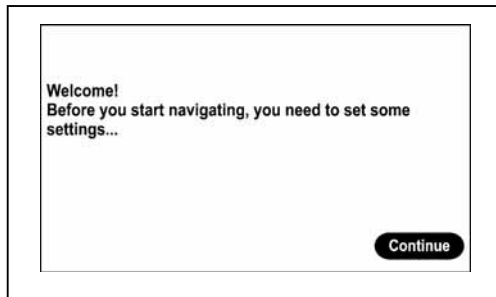 Welcome!
Before you start navigating, you need to set some
settings...
Continue